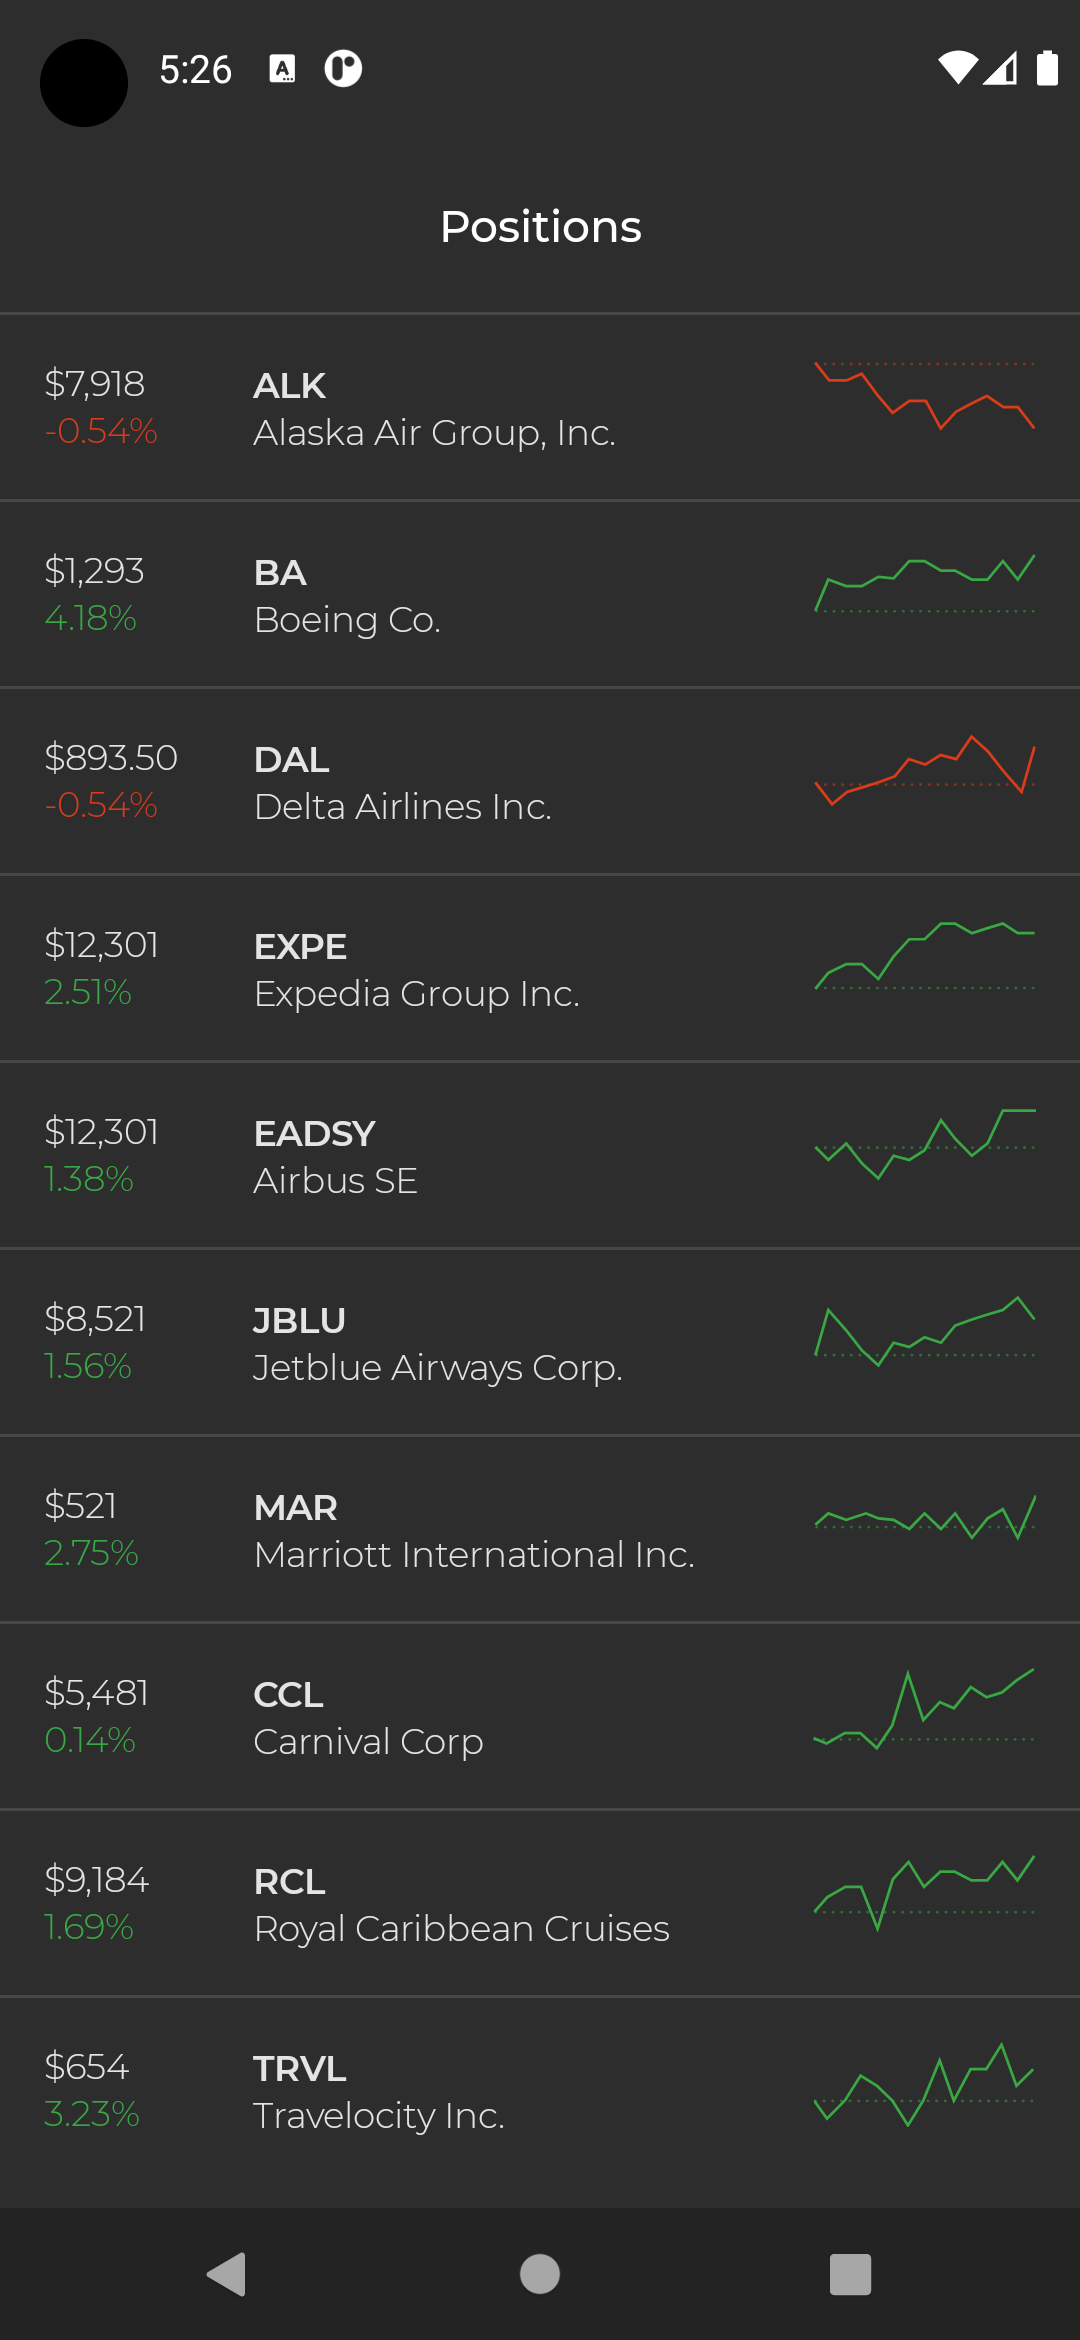 5:26
Positions
$7,918
ALK
-0.54%
Alaska Air Group, Inc.
$1,293
BA
4.18%
Boeing Co.
$893.50
DAL
-0.54%
Delta Airlines Inc.
$12,301
EXPE
2.51%
Expedia Group Inc.
$12,301
EADSY
1.38%
Airbus SE
$8,521
JBLU
1.56%
Jetblue Airways Corp.
$521
MAR
2.75%
Marriott International Inc.
$5,481
CCL
0.14%
Carnival Corp
$9,184
RCL
1.69%
Royal Caribbean Cruises
$654
TRVL
3.23%
Travelocity Inc.